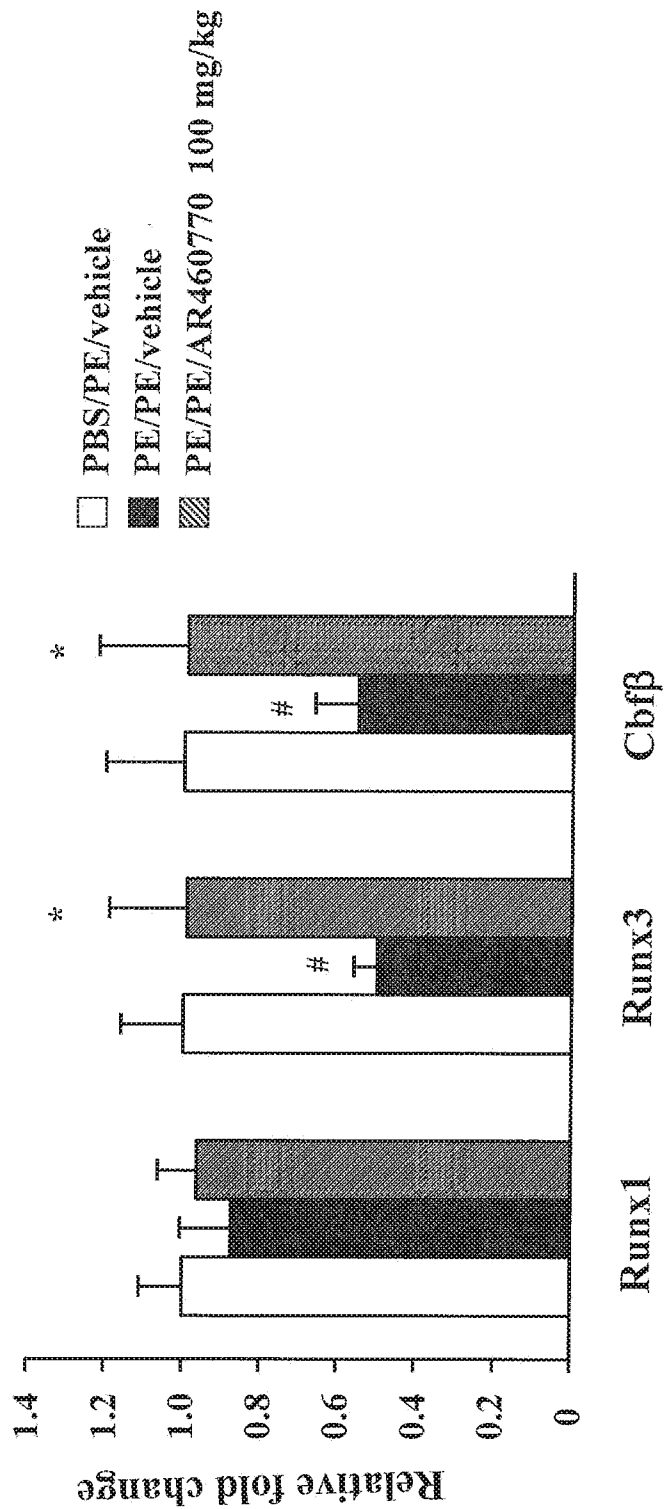 PBS/PE/vehicle
PE/PE/vehicle
PE/PE/AR460770 100 mg/kg
Relative fold change
1.4
1.2
1.0
0.8
0.6
0.4
0.2
0
#
*
#
*
Runx1
Runx3
Cbfβ